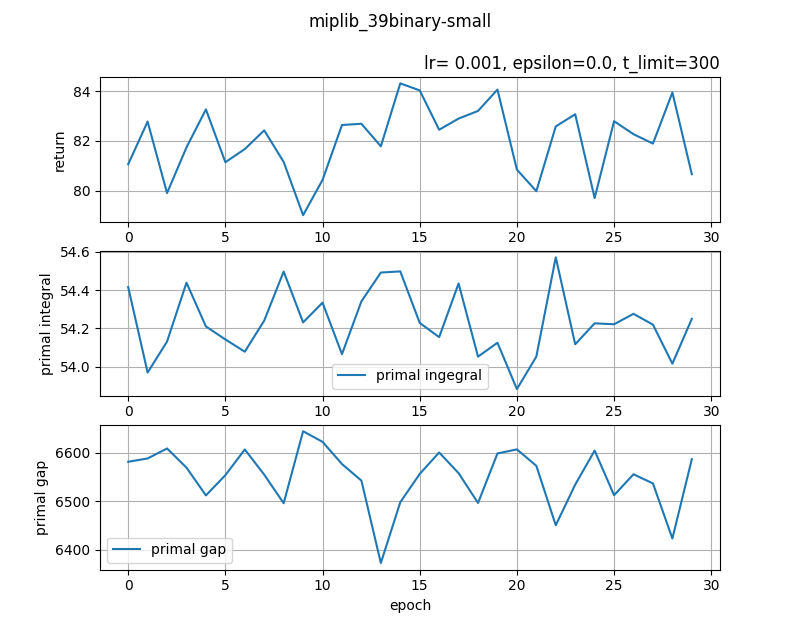 miplib_39binary-small
lr= 0.001, epsilon=0.0, t_limit=300
return
84
82
80
0 5 10 15 20 25 30
primal integral
54.6
54.4
54.2
54.0
primal ingegral
0 5 10 15 20 25 30
primal gap
6600
6500
6400
primal gap
0 5 10 15 20 25 30
epoch